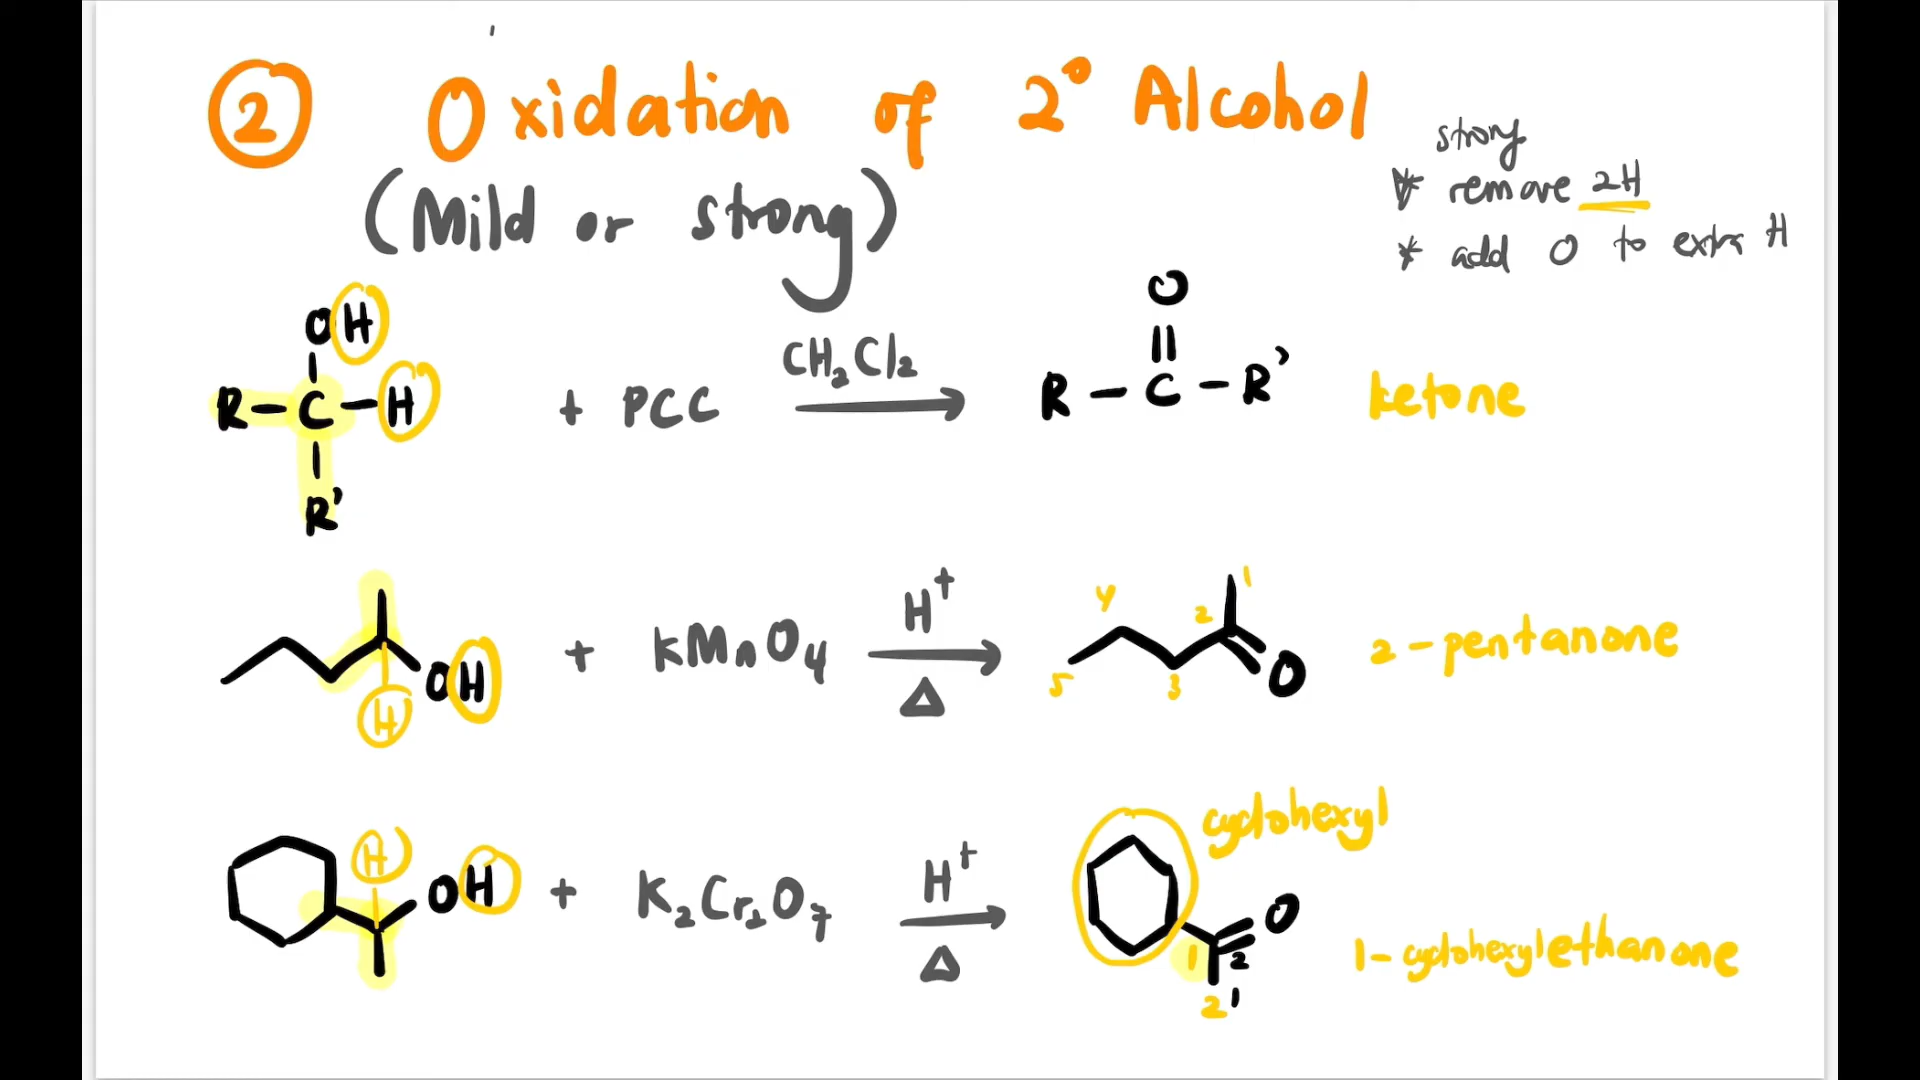 ② Oxidation of 2° Alcohol
(Mild or strong)
strong
* remove 2H
* add O to extra H
OH
R - C - H + PCC CH₂Cl₂
R'
O
R - C - R' ketone
OH
H
+ KMnO₄ H⁺ Δ
1
2
3
4
5
O
2-pentanone
H
OH
+ K₂Cr₂O₇ H⁺ Δ
cyclohexyl
O
1
2
2
1
1-cyclohexylethanone